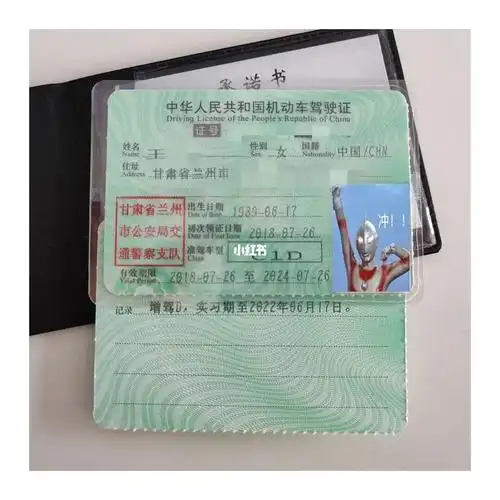 承诺书
中华人民共和国机动车驾驶证
Driving License of the People's Republic of China
证号
姓名 王 性别 女 国籍 中国/CHN
Name Sex Nationality
住址 甘肃省兰州市
Address
甘肃省兰州
市公安局交
通警察支队
出生日期 1989-06-17
Date of Birth
初次领证日期 2018-07-26
准驾车型 1D
Class
有效期限 2018-07-26 至 2024-07-26
Valid Period
小红书
冲!!
记录 增驾D,实习期至2022年06月17日。